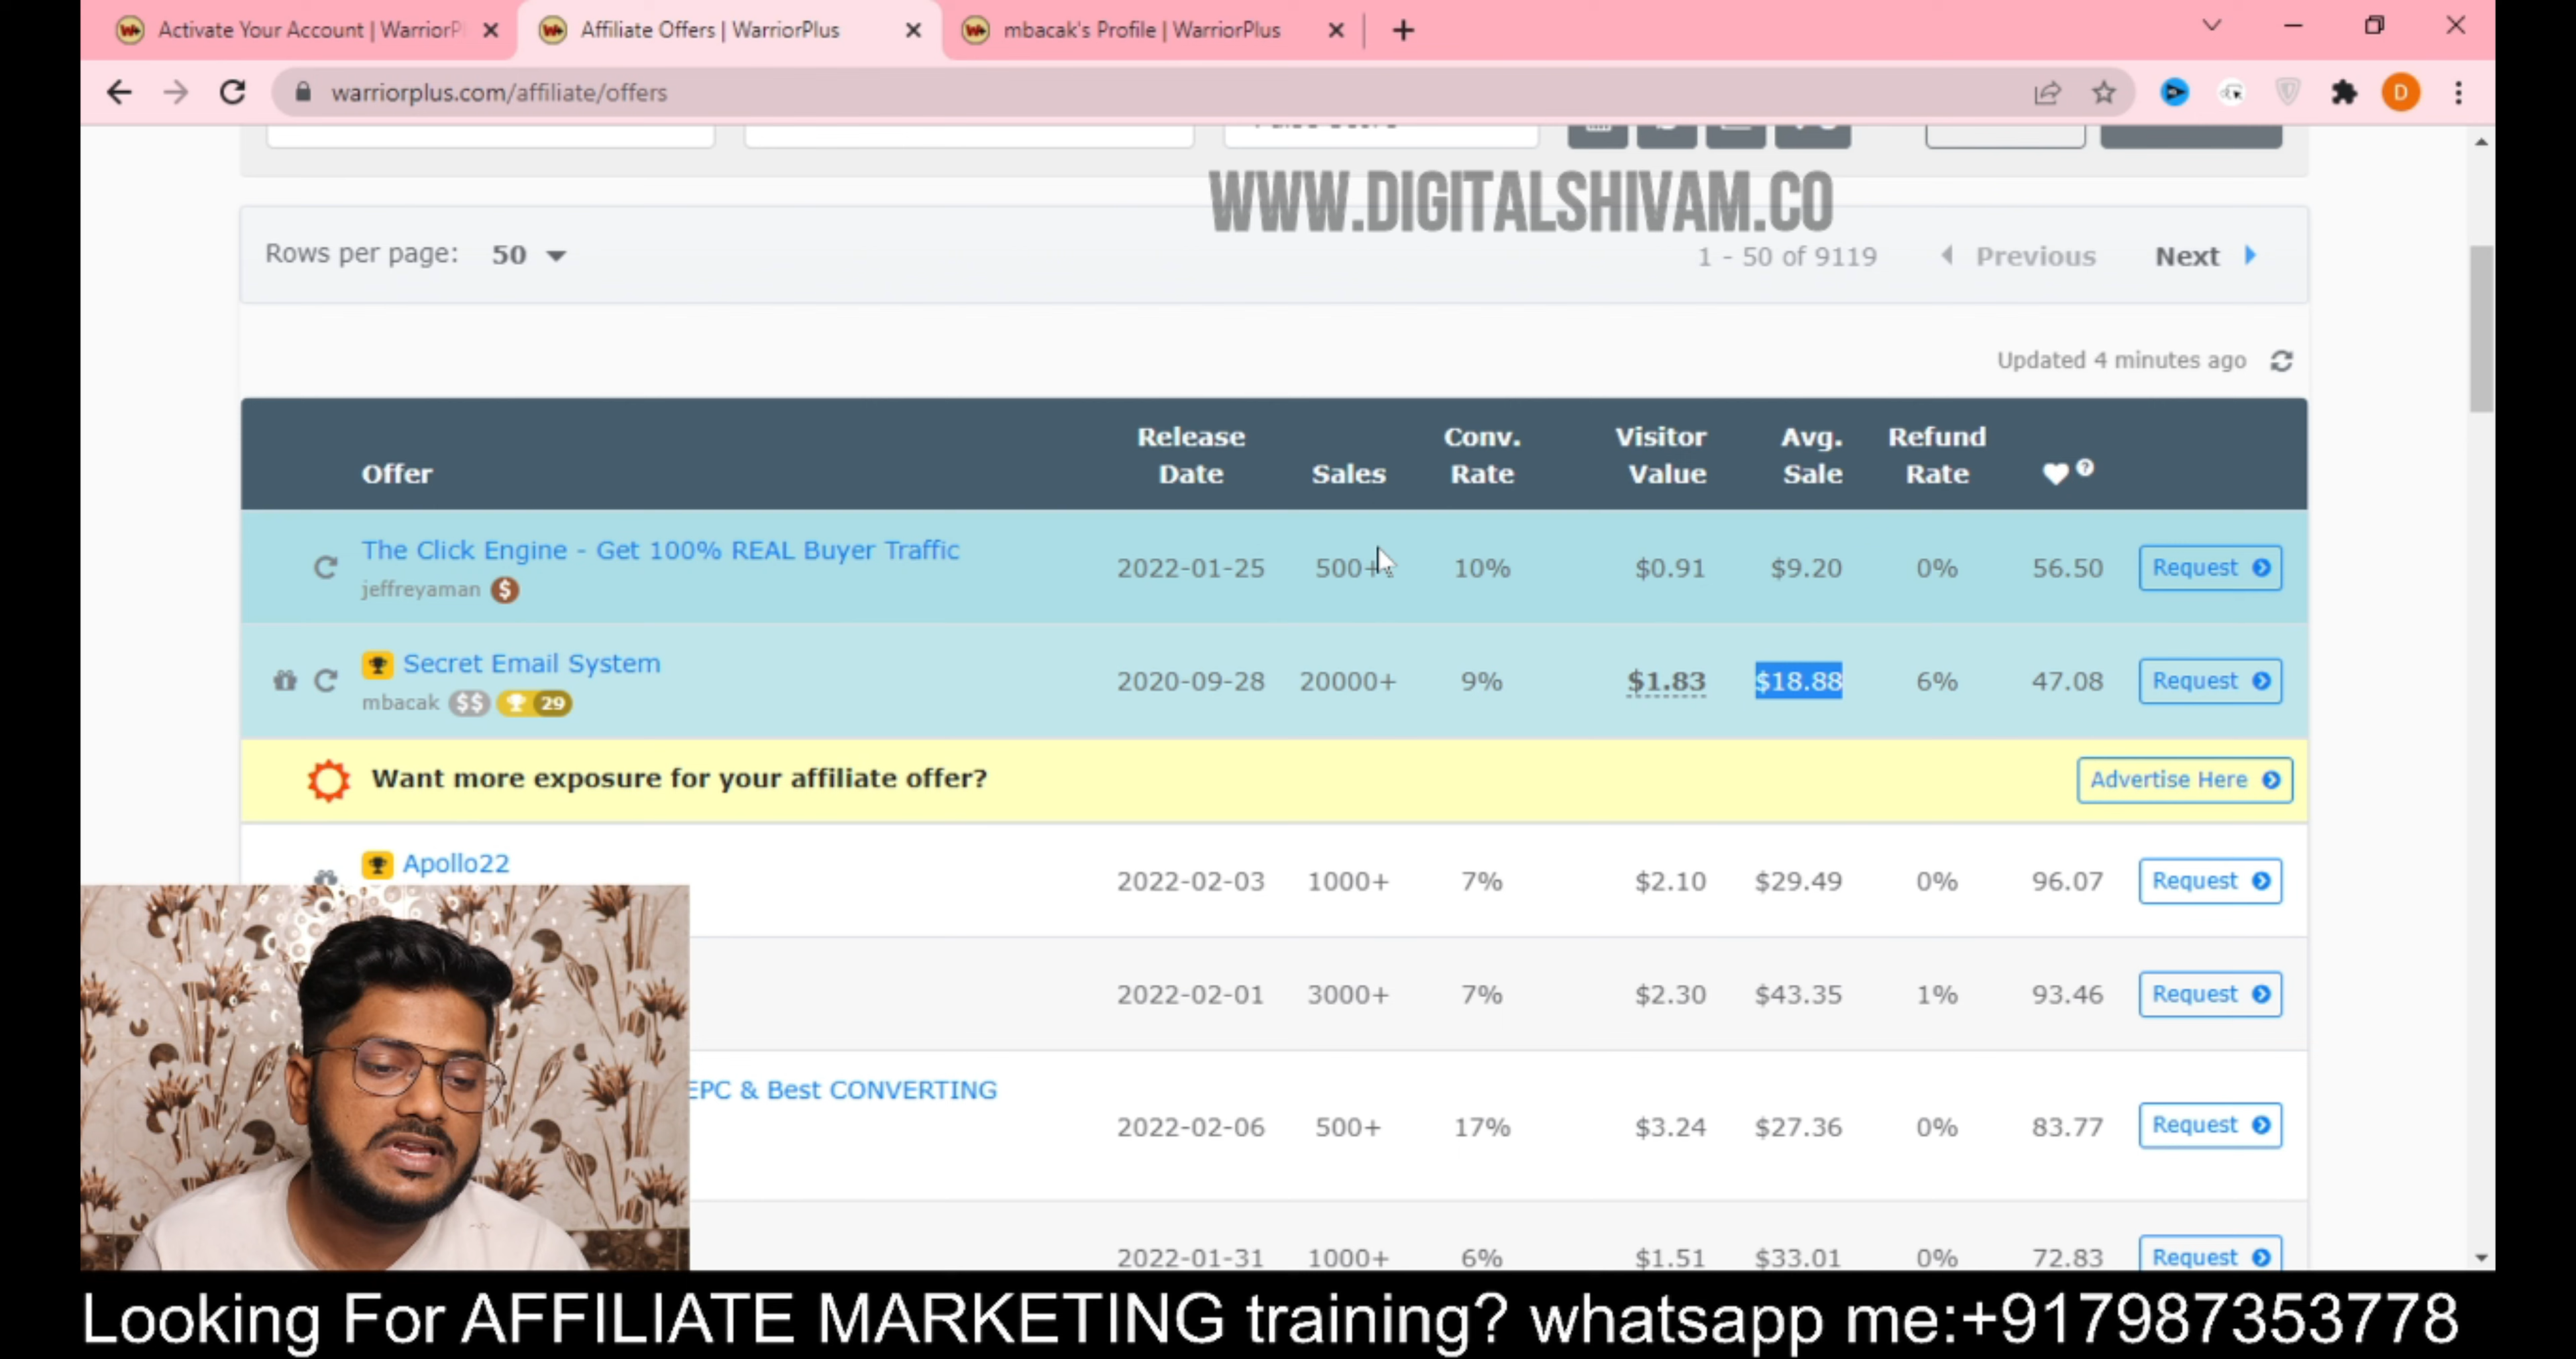 Activate Your Account | WarriorPl
Affiliate Offers | WarriorPlus
mbacak's Profile | WarriorPlus
warriorplus.com/affiliate/offers
D
WWW.DIGITALSHIVAM.CO
Rows per page: 50
1 - 50 of 9119 Previous Next
Updated 4 minutes ago
Offer Release Date Sales Conv. Rate Visitor Value Avg. Sale Refund Rate
The Click Engine - Get 100% REAL Buyer Traffic
jeffreyaman $
2022-01-25 500+ 10% $0.91 $9.20 0% 56.50 Request
Secret Email System
mbacak $$ 29
2020-09-28 20000+ 9% $1.83 $18.88 6% 47.08 Request
Want more exposure for your affiliate offer? Advertise Here
Apollo22
2022-02-03 1000+ 7% $2.10 $29.49 0% 96.07 Request
2022-02-01 3000+ 7% $2.30 $43.35 1% 93.46 Request
EPC & Best CONVERTING
2022-02-06 500+ 17% $3.24 $27.36 0% 83.77 Request
2022-01-31 1000+ 6% $1.51 $33.01 0% 72.83 Request
Looking For AFFILIATE MARKETING training? whatsapp me:+917987353778